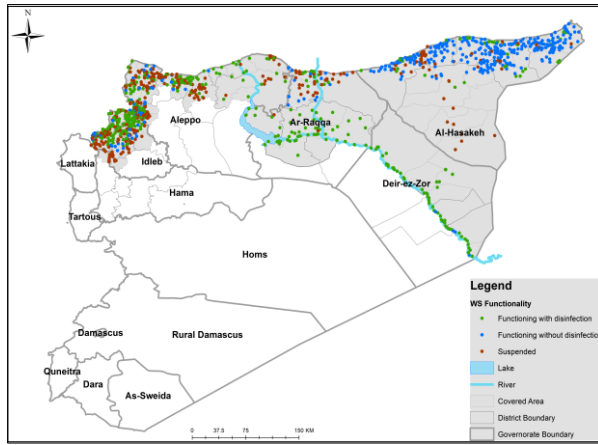 N
Aleppo
Ar-Raqqa
Al-Hasakeh
Lattakia
Idleb
Deir-ez-Zor
Hama
Tartous
Homs
Damascus
Rural Damascus
Quneitra
Dara
As-Sweida
0 37.5 75 150 KM
Legend
WS Functionality
Functioning with disinfection
Functioning without disinfection
Suspended
Lake
River
Covered Area
District Boundary
Governorate Boundary